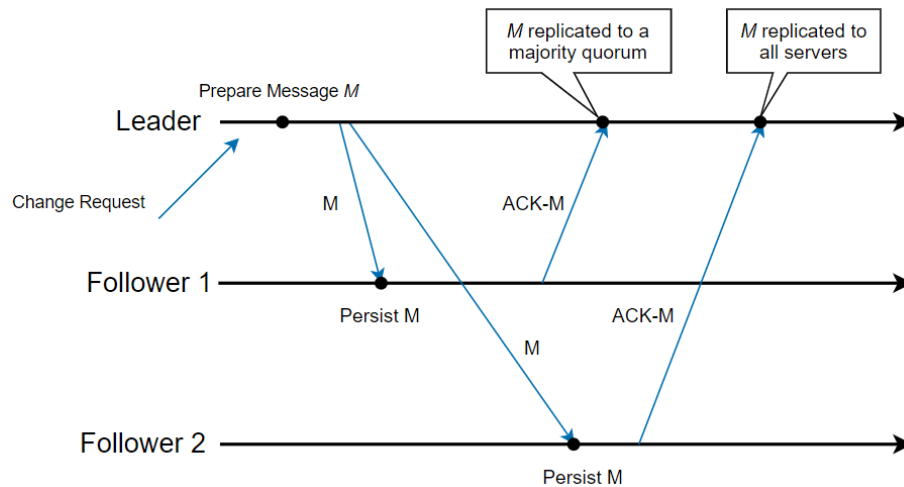 M replicated to a
majority quorum
M replicated to
all servers
Prepare Message M
Leader
Change Request
M
ACK-M
Follower 1
Persist M
ACK-M
M
Follower 2
Persist M